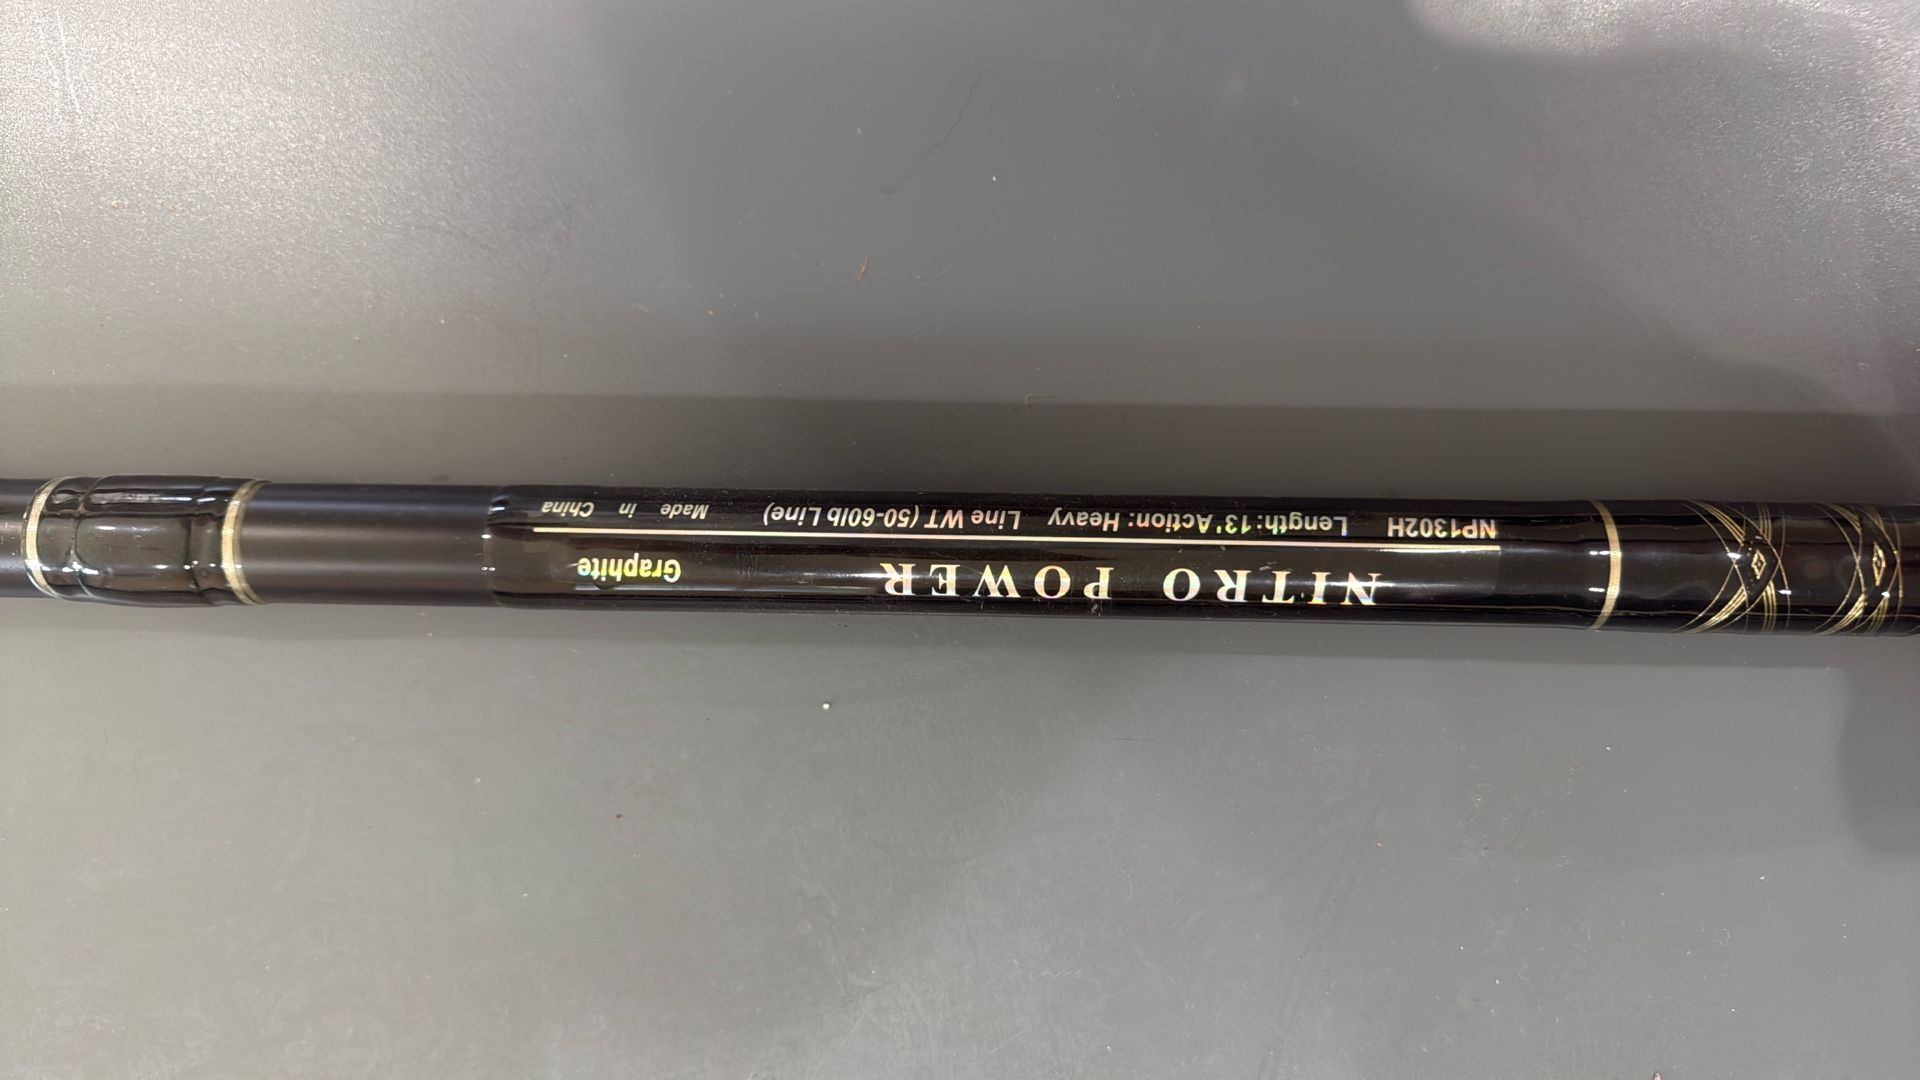 NITRO POWER Graphite
NP1302H Length:13' Action: Heavy Line WT (50-60lb Line) Made in China